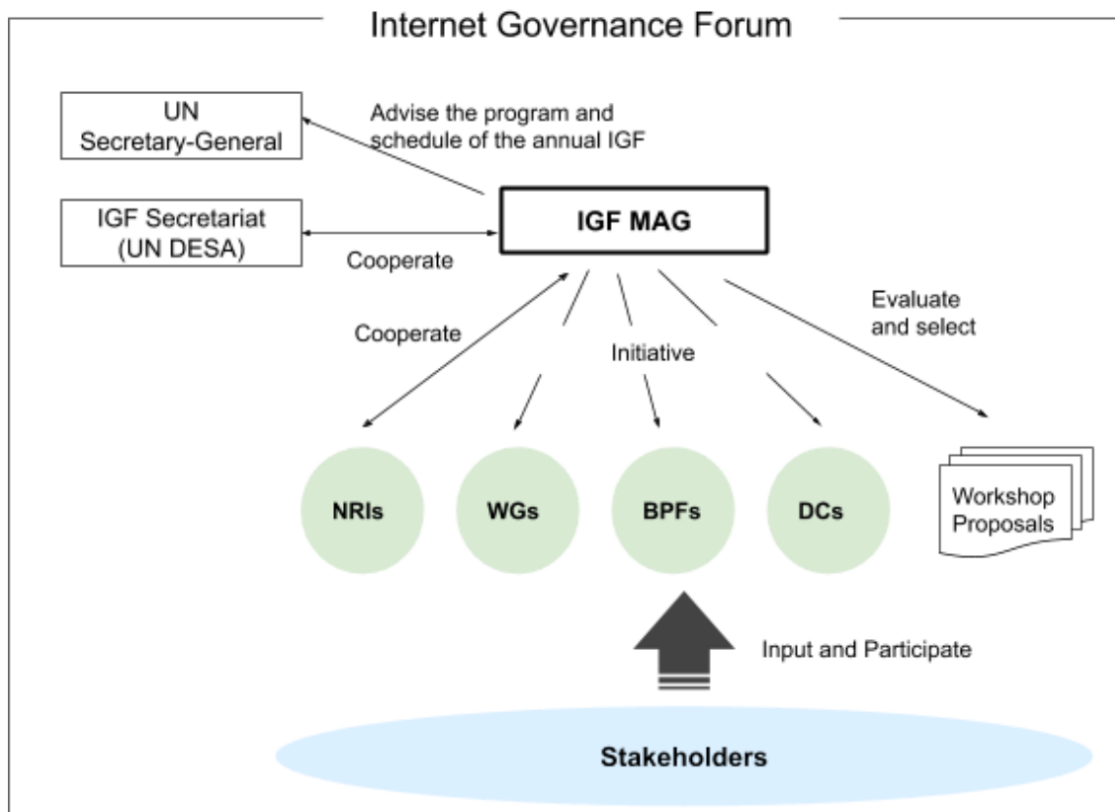 Internet Governance Forum
UN
Secretary-General
Advise the program and
schedule of the annual IGF
IGF Secretariat
(UN DESA)
IGF MAG
Cooperate
Cooperate
Initiative
Evaluate
and select
NRIs
WGs
BPFs
DCs
Workshop
Proposals
Input and Participate
Stakeholders